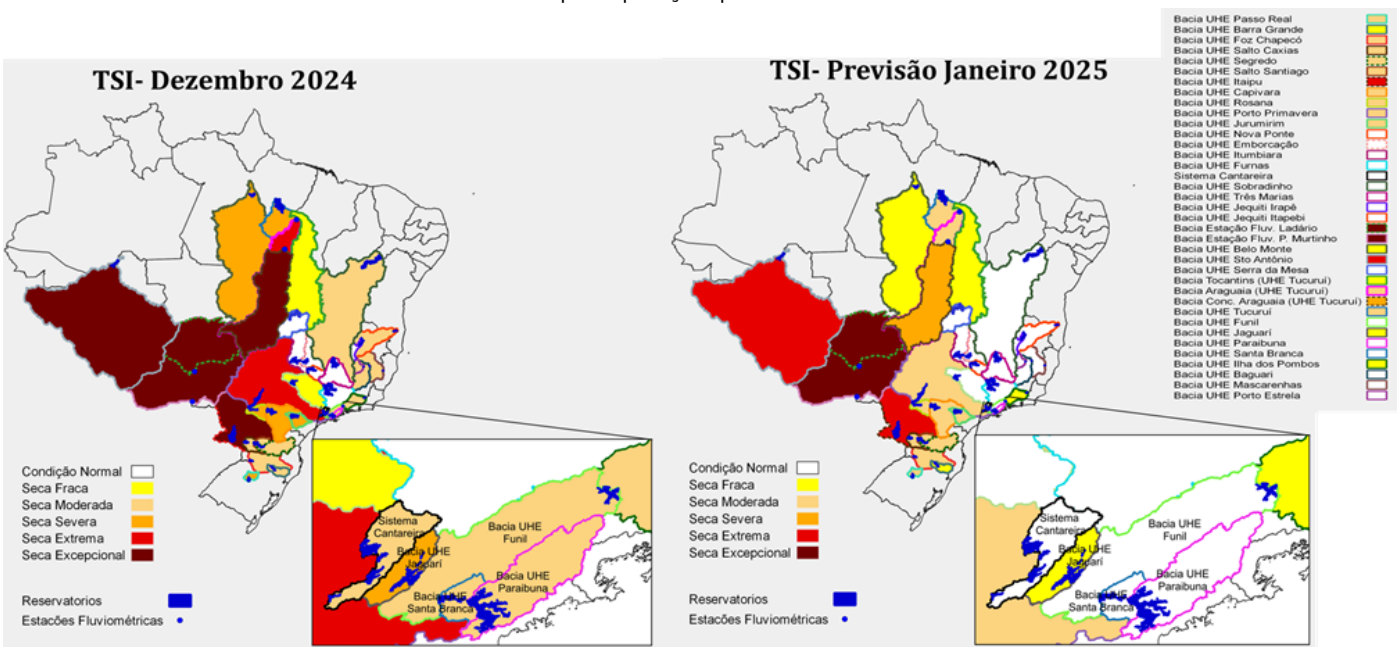 TSI- Dezembro 2024
Condição Normal
Seca Fraca
Seca Moderada
Seca Severa
Seca Extrema
Seca Excepcional
Reservatorios
Estacões Fluviométricas
Sistema
Cantareira
Bacia UHE
Jaguarí
Bacia UHE
Funil
Bacia UHE
Paraibuna
Bacia UHE
Santa Branca
TSI- Previsão Janeiro 2025
Condição Normal
Seca Fraca
Seca Moderada
Seca Severa
Seca Extrema
Seca Excepcional
Reservatorios
Estacões Fluviométricas
Sistema
Cantareira
Bacia UHE
Jaguarí
Bacia UHE
Funil
Bacia UHE
Paraibuna
Bacia UHE
Santa Branca
Bacia UHE Passo Real
Bacia UHE Barra Grande
Bacia UHE Foz Chapecó
Bacia UHE Salto Caxias
Bacia UHE Segredo
Bacia UHE Salto Santiago
Bacia UHE Itaipu
Bacia UHE Capivara
Bacia UHE Rosana
Bacia UHE Porto Primavera
Bacia UHE Jurumirim
Bacia UHE Nova Ponte
Bacia UHE Emborcação
Bacia UHE Itumbiara
Bacia UHE Furnas
Sistema Cantareira
Bacia UHE Sobradinho
Bacia UHE Três Marias
Bacia UHE Jequiti Irapê
Bacia UHE Jequiti Itapebi
Bacia Estação Fluv. Ladário
Bacia Estação Fluv. P. Murtinho
Bacia UHE Belo Monte
Bacia UHE Sto Antônio
Bacia UHE Serra da Mesa
Bacia Tocantins (UHE Tucuruí)
Bacia Araguaia (UHE Tucuruí)
Bacia Conc. Araguaia (UHE Tucuruí)
Bacia UHE Tucuruí
Bacia UHE Funil
Bacia UHE Jaguarí
Bacia UHE Paraibuna
Bacia UHE Santa Branca
Bacia UHE Ilha dos Pombos
Bacia UHE Baguari
Bacia UHE Mascarenhas
Bacia UHE Porto Estrela